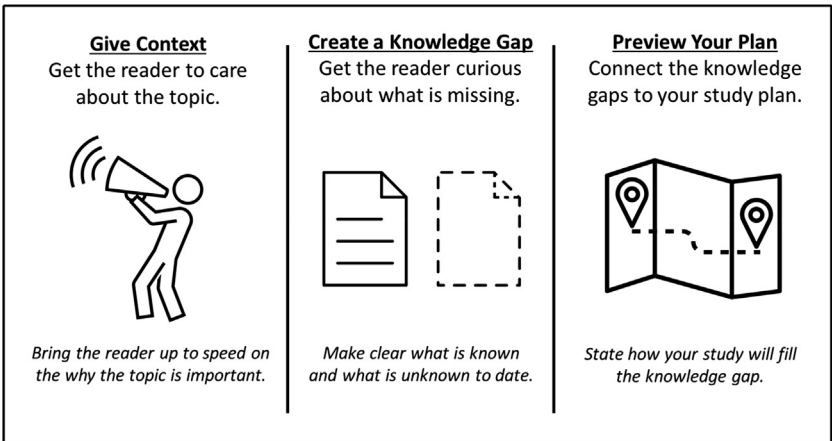 Give Context
Get the reader to care
about the topic.
Bring the reader up to speed on
the why the topic is important.
Create a Knowledge Gap
Get the reader curious
about what is missing.
Make clear what is known
and what is unknown to date.
Preview Your Plan
Connect the knowledge
gaps to your study plan.
State how your study will fill
the knowledge gap.